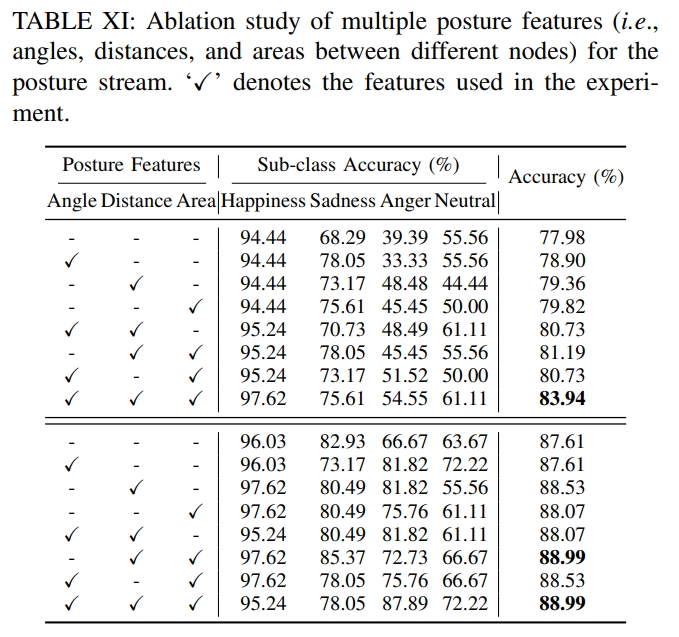 TABLE XI: Ablation study of multiple posture features (i.e.,
angles, distances, and areas between different nodes) for the
posture stream. ‘✓’ denotes the features used in the experi-
ment.
Posture Features Sub-class Accuracy (%) Accuracy (%)
Angle Distance Area Happiness Sadness Anger Neutral
- - - 94.44 68.29 39.39 55.56 77.98
✓ - - 94.44 78.05 33.33 55.56 78.90
- ✓ - 94.44 73.17 48.48 44.44 79.36
- - ✓ 94.44 75.61 45.45 50.00 79.82
✓ ✓ - 95.24 70.73 48.49 61.11 80.73
- ✓ ✓ 95.24 78.05 45.45 55.56 81.19
✓ - ✓ 95.24 73.17 51.52 50.00 80.73
✓ ✓ ✓ 97.62 75.61 54.55 61.11 83.94
- - - 96.03 82.93 66.67 63.67 87.61
✓ - - 96.03 73.17 81.82 72.22 87.61
- ✓ - 97.62 80.49 81.82 55.56 88.53
- - ✓ 97.62 80.49 75.76 61.11 88.07
✓ ✓ - 95.24 80.49 81.82 61.11 88.07
- ✓ ✓ 97.62 85.37 72.73 66.67 88.99
✓ - ✓ 97.62 78.05 75.76 66.67 88.53
✓ ✓ ✓ 95.24 78.05 87.89 72.22 88.99